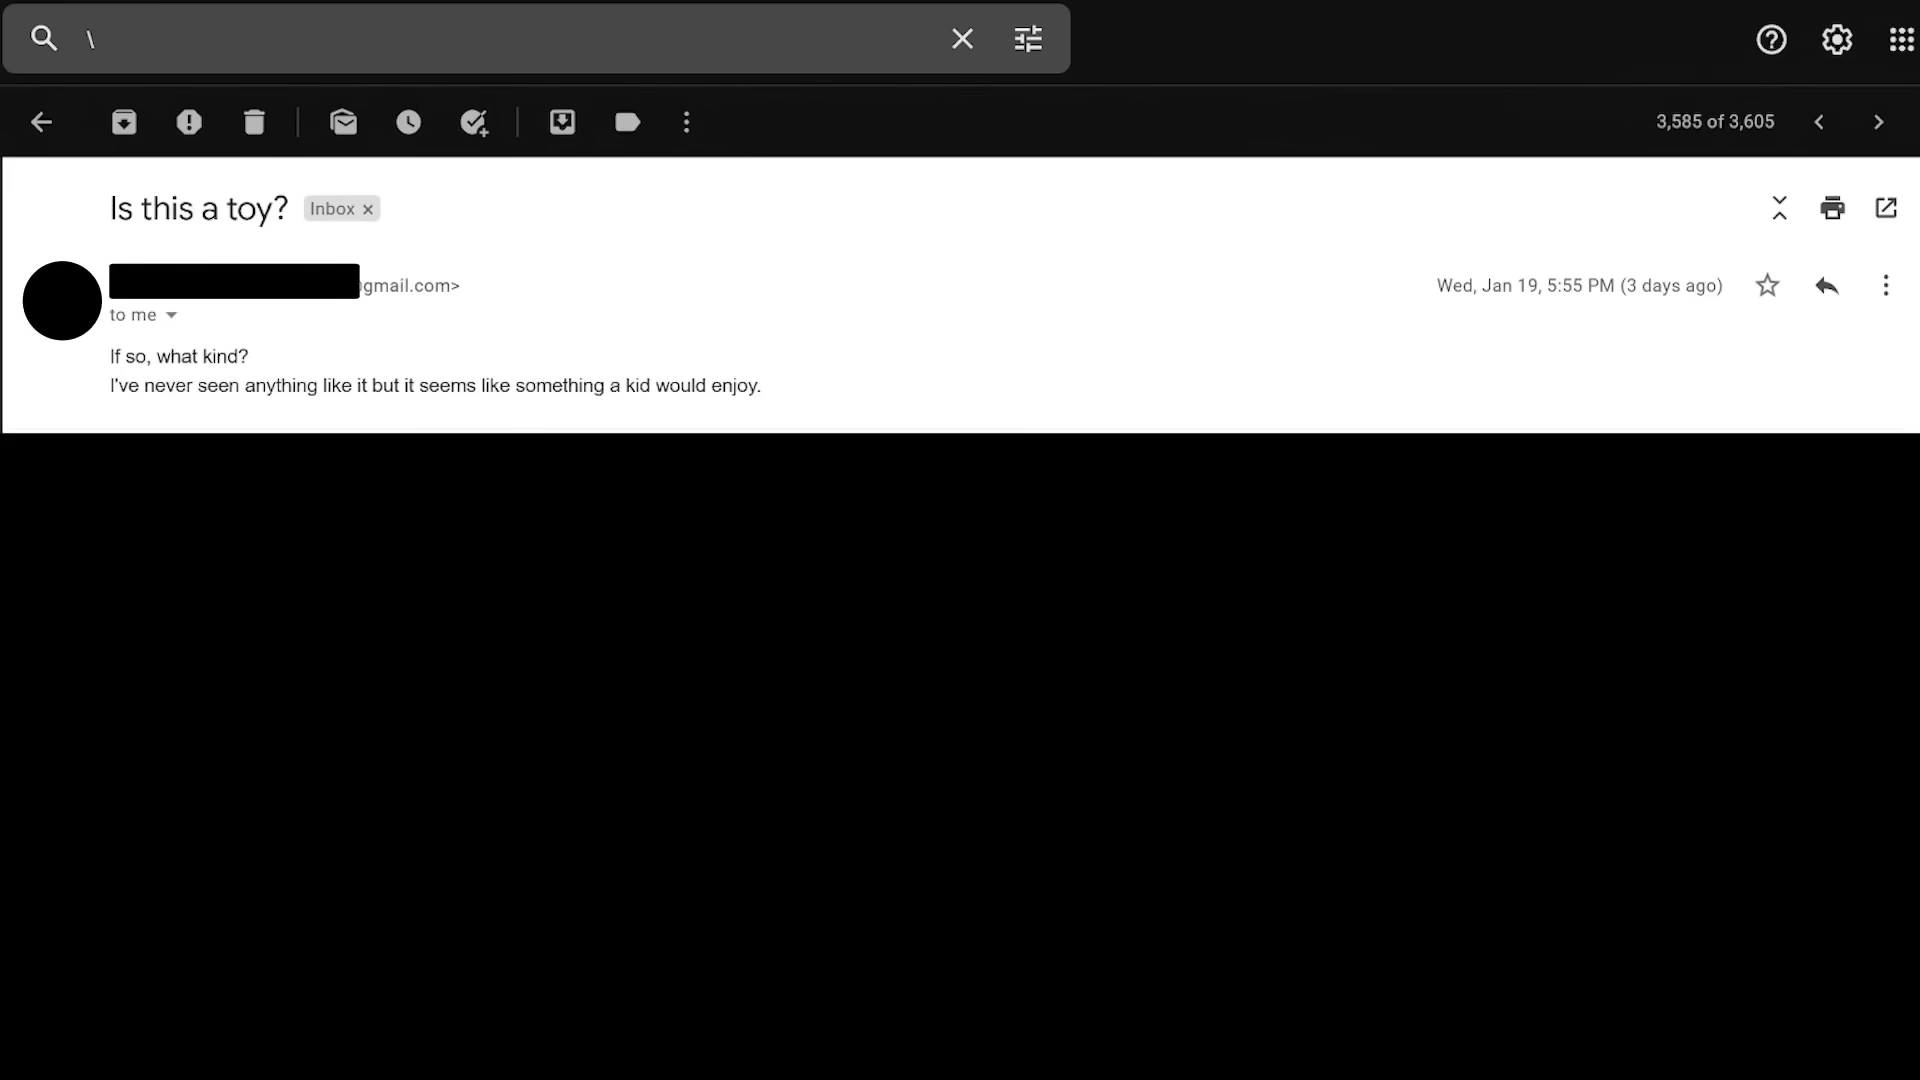 \
3,585 of 3,605
Is this a toy? Inbox x
gmail.com>
Wed, Jan 19, 5:55 PM (3 days ago)
to me
If so, what kind?
I've never seen anything like it but it seems like something a kid would enjoy.